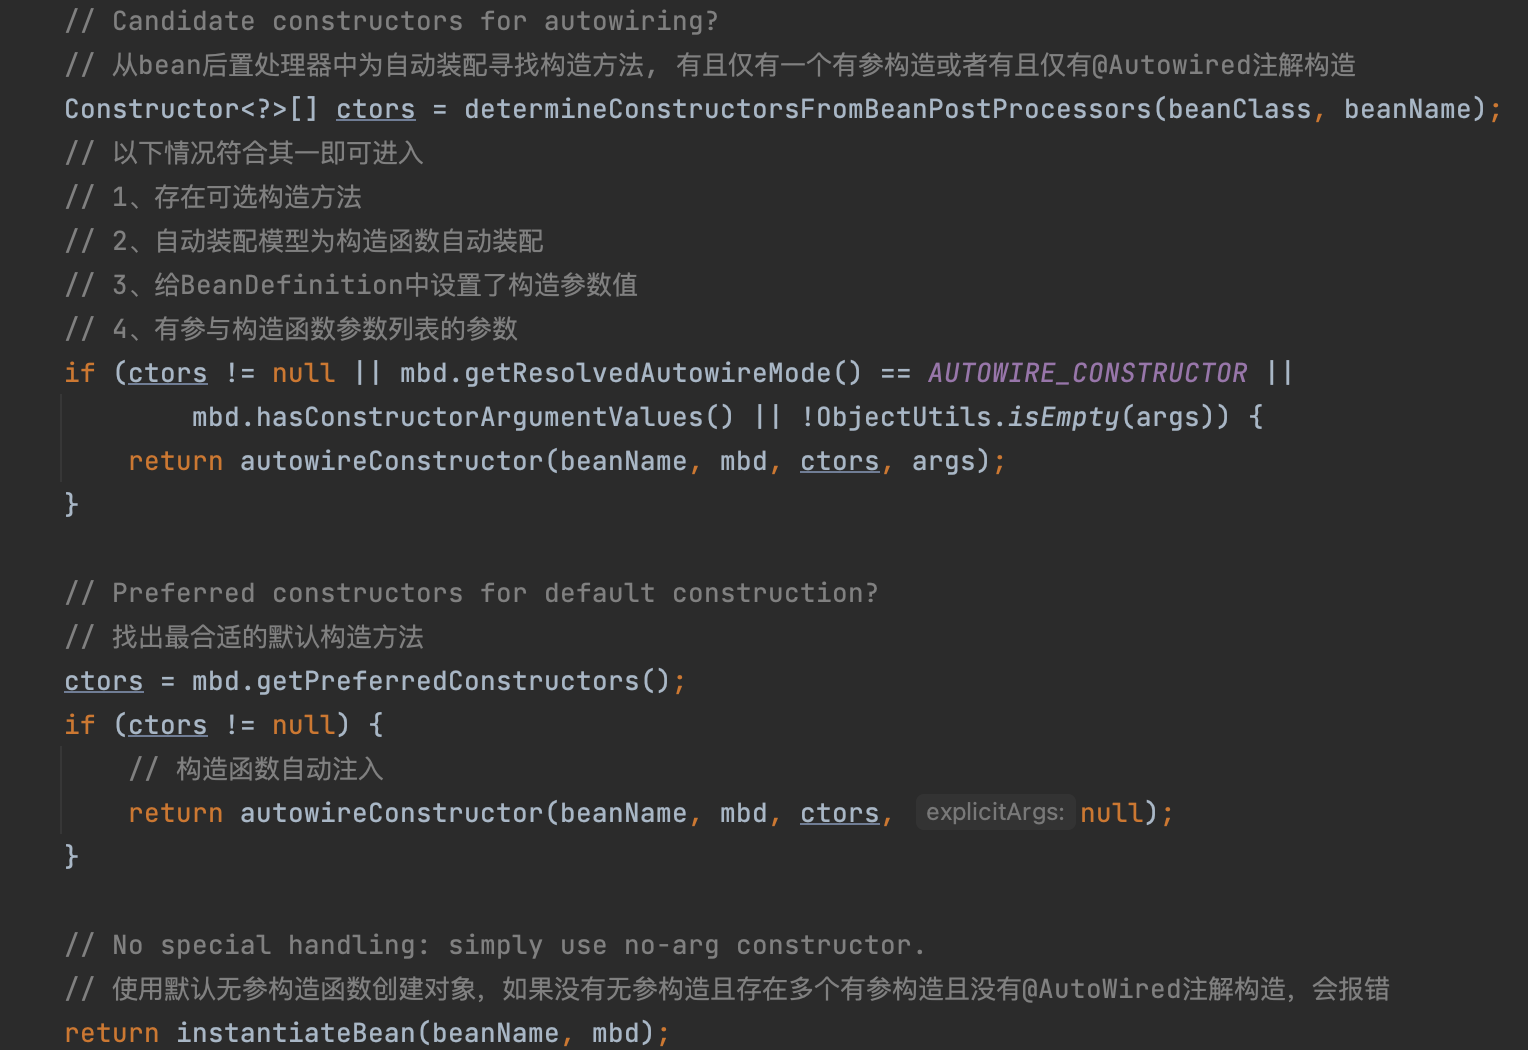 // Candidate constructors for autowiring?
// 从bean后置处理器中为自动装配寻找构造方法, 有且仅有一个有参构造或者有且仅有@Autowired注解构造
Constructor<?>[] ctors = determineConstructorsFromBeanPostProcessors(beanClass, beanName);
// 以下情况符合其一即可进入
// 1、存在可选构造方法
// 2、自动装配模型为构造函数自动装配
// 3、给BeanDefinition中设置了构造参数值
// 4、有参与构造函数参数列表的参数
if (ctors != null || mbd.getResolvedAutowireMode() == AUTOWIRE_CONSTRUCTOR ||
mbd.hasConstructorArgumentValues() || !ObjectUtils.isEmpty(args)) {
return autowireConstructor(beanName, mbd, ctors, args);
}
// Preferred constructors for default construction?
// 找出最合适的默认构造方法
ctors = mbd.getPreferredConstructors();
if (ctors != null) {
// 构造函数自动注入
return autowireConstructor(beanName, mbd, ctors, explicitArgs: null);
}
// No special handling: simply use no-arg constructor.
// 使用默认无参构造函数创建对象，如果没有无参构造且存在多个有参构造且没有@AutoWired注解构造，会报错
return instantiateBean(beanName, mbd);